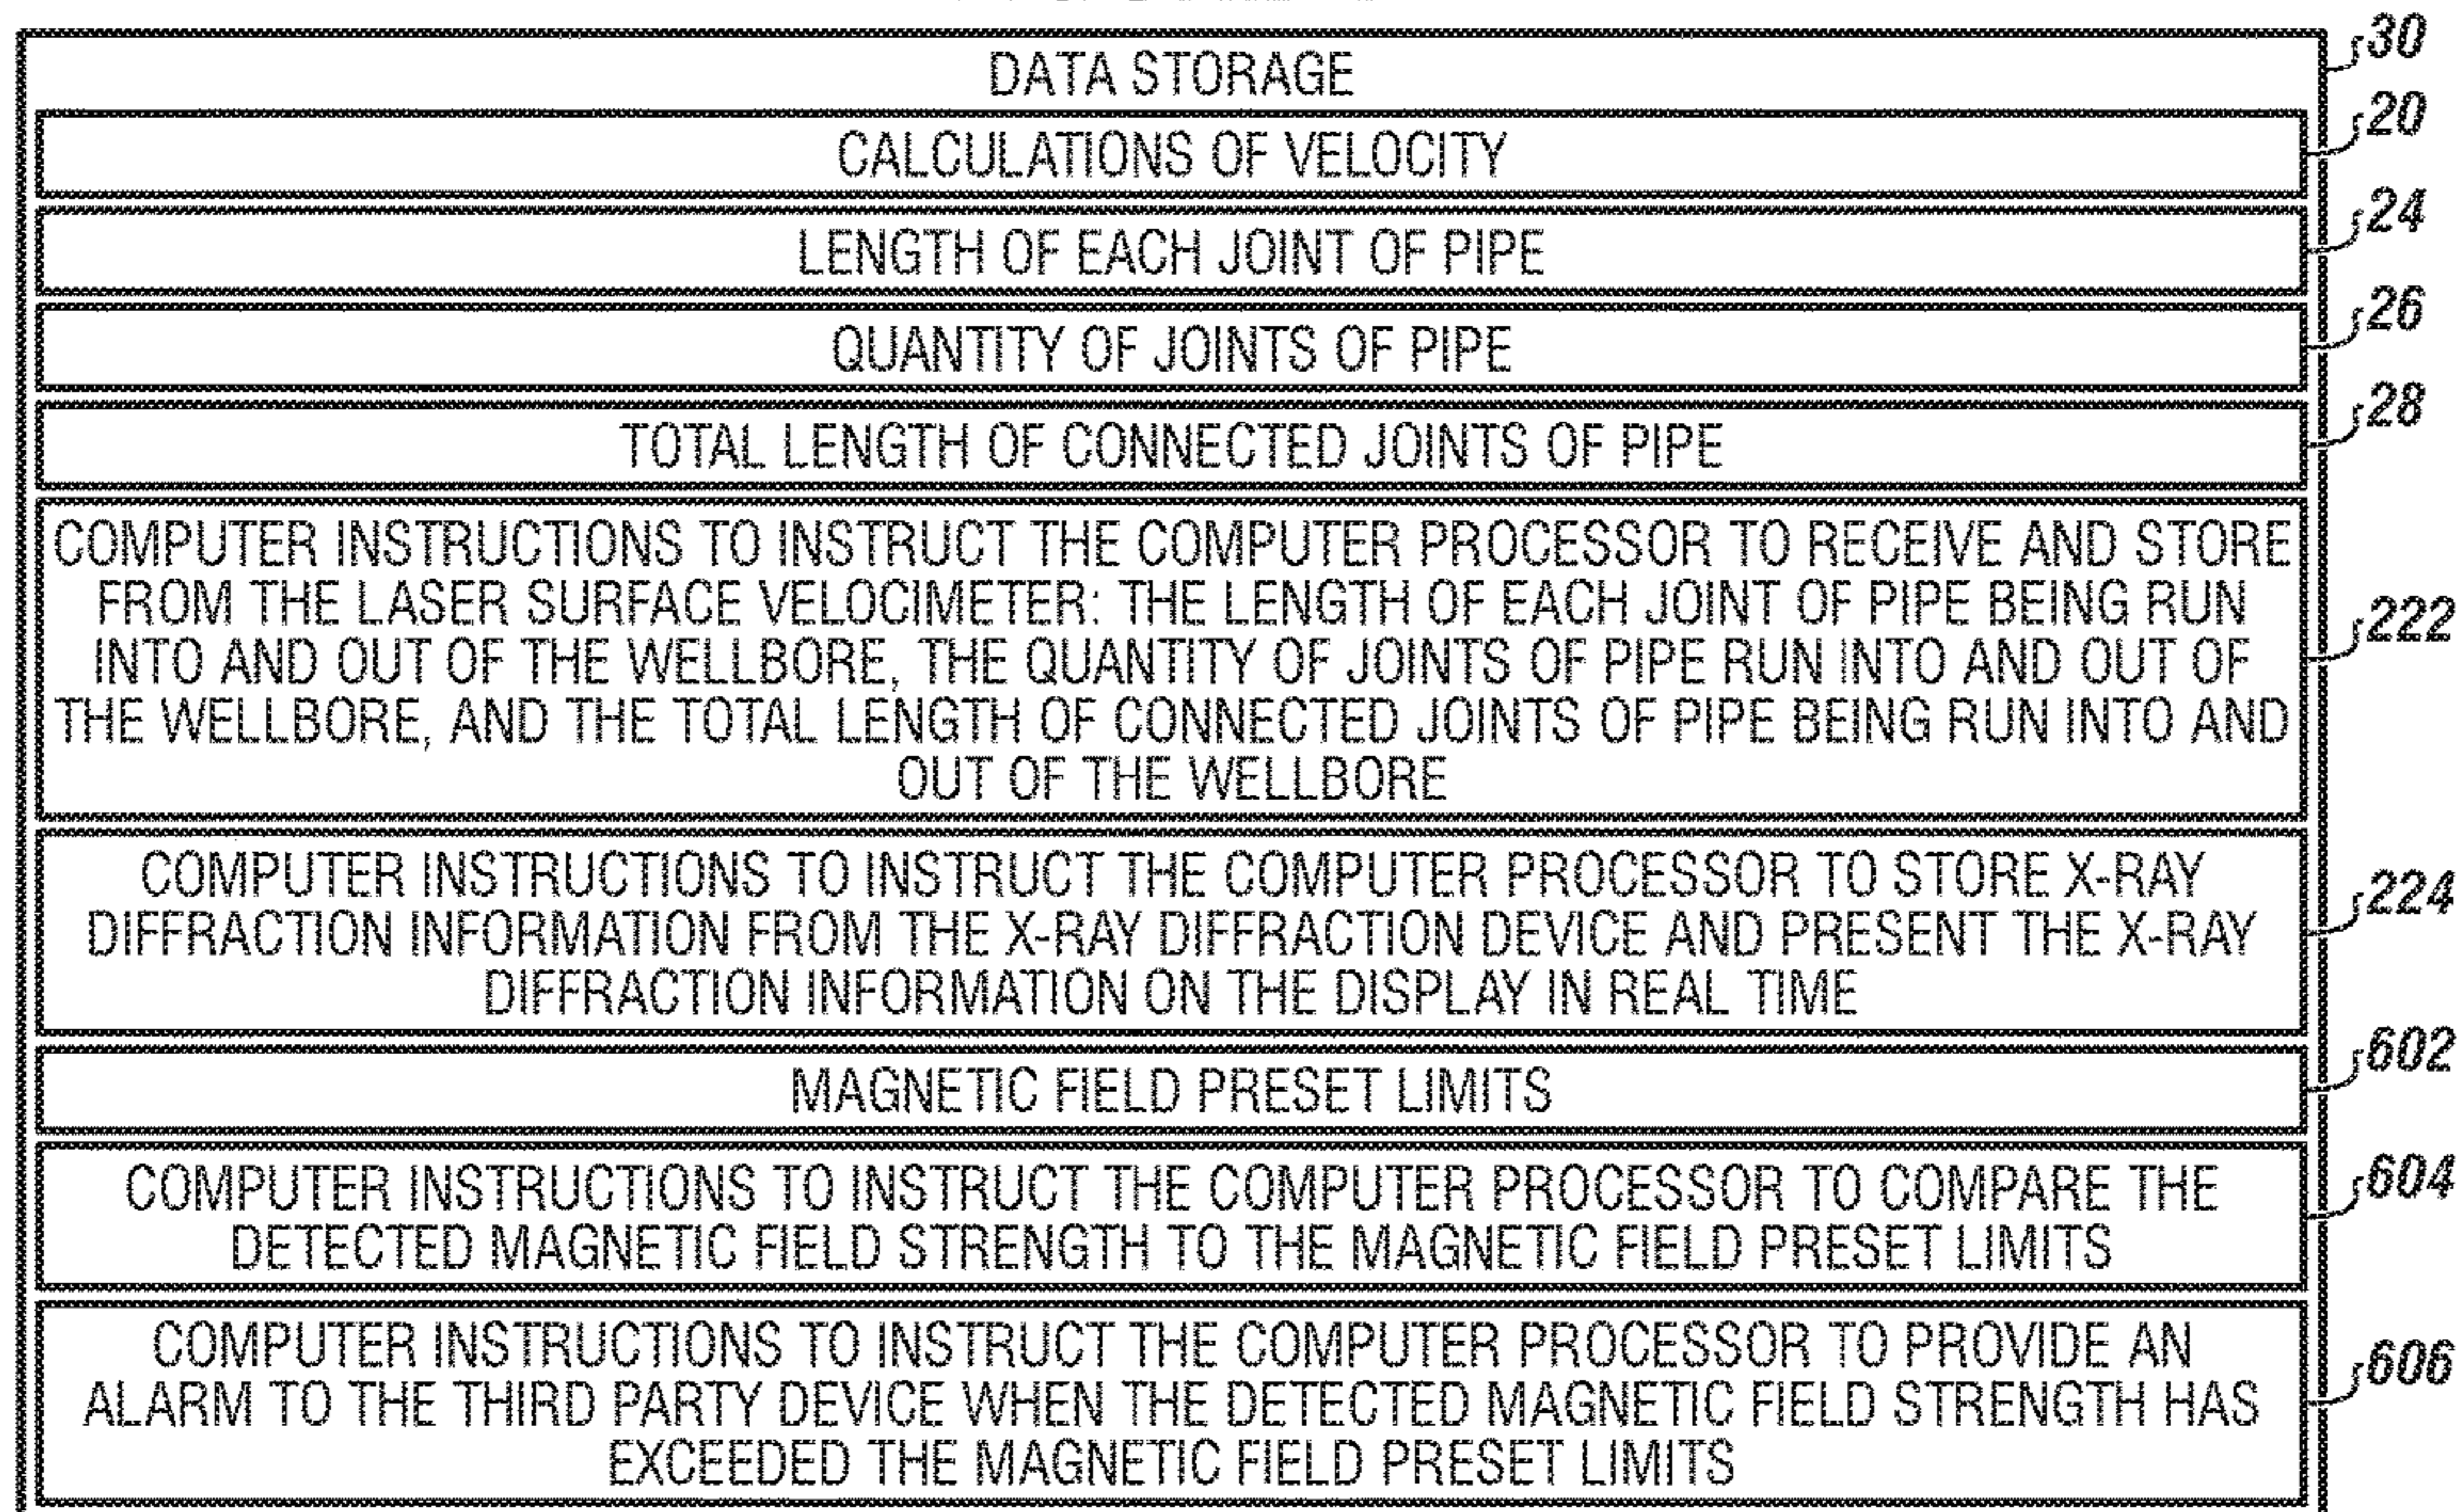 DATA STORAGE
30
CALCULATIONS OF VELOCITY
20
LENGTH OF EACH JOINT OF PIPE
24
QUANTITY OF JOINTS OF PIPE
26
TOTAL LENGTH OF CONNECTED JOINTS OF PIPE
28
COMPUTER INSTRUCTIONS TO INSTRUCT THE COMPUTER PROCESSOR TO RECEIVE AND STORE
FROM THE LASER SURFACE VELOCIMETER: THE LENGTH OF EACH JOINT OF PIPE BEING RUN
INTO AND OUT OF THE WELLBORE, THE QUANTITY OF JOINTS OF PIPE RUN INTO AND OUT OF
THE WELLBORE, AND THE TOTAL LENGTH OF CONNECTED JOINTS OF PIPE BEING RUN INTO AND
OUT OF THE WELLBORE
222
COMPUTER INSTRUCTIONS TO INSTRUCT THE COMPUTER PROCESSOR TO STORE X-RAY
DIFFRACTION INFORMATION FROM THE X-RAY DIFFRACTION DEVICE AND PRESENT THE X-RAY
DIFFRACTION INFORMATION ON THE DISPLAY IN REAL TIME
224
MAGNETIC FIELD PRESET LIMITS
602
COMPUTER INSTRUCTIONS TO INSTRUCT THE COMPUTER PROCESSOR TO COMPARE THE
DETECTED MAGNETIC FIELD STRENGTH TO THE MAGNETIC FIELD PRESET LIMITS
604
COMPUTER INSTRUCTIONS TO INSTRUCT THE COMPUTER PROCESSOR TO PROVIDE AN
ALARM TO THE THIRD PARTY DEVICE WHEN THE DETECTED MAGNETIC FIELD STRENGTH HAS
EXCEEDED THE MAGNETIC FIELD PRESET LIMITS
606